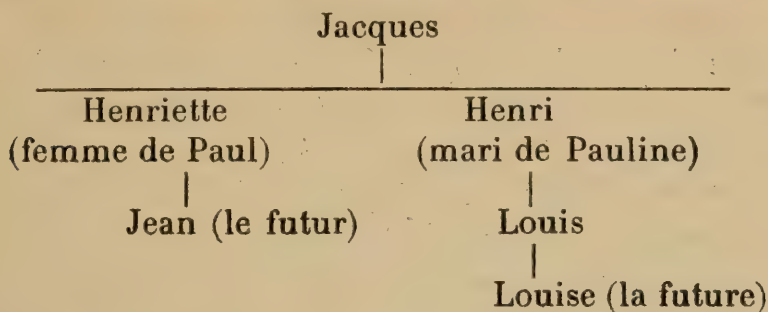 Jacques
Henriette Henri
(femme de Paul) (mari de Pauline)
Jean (le futur) Louis
Louise (la future)